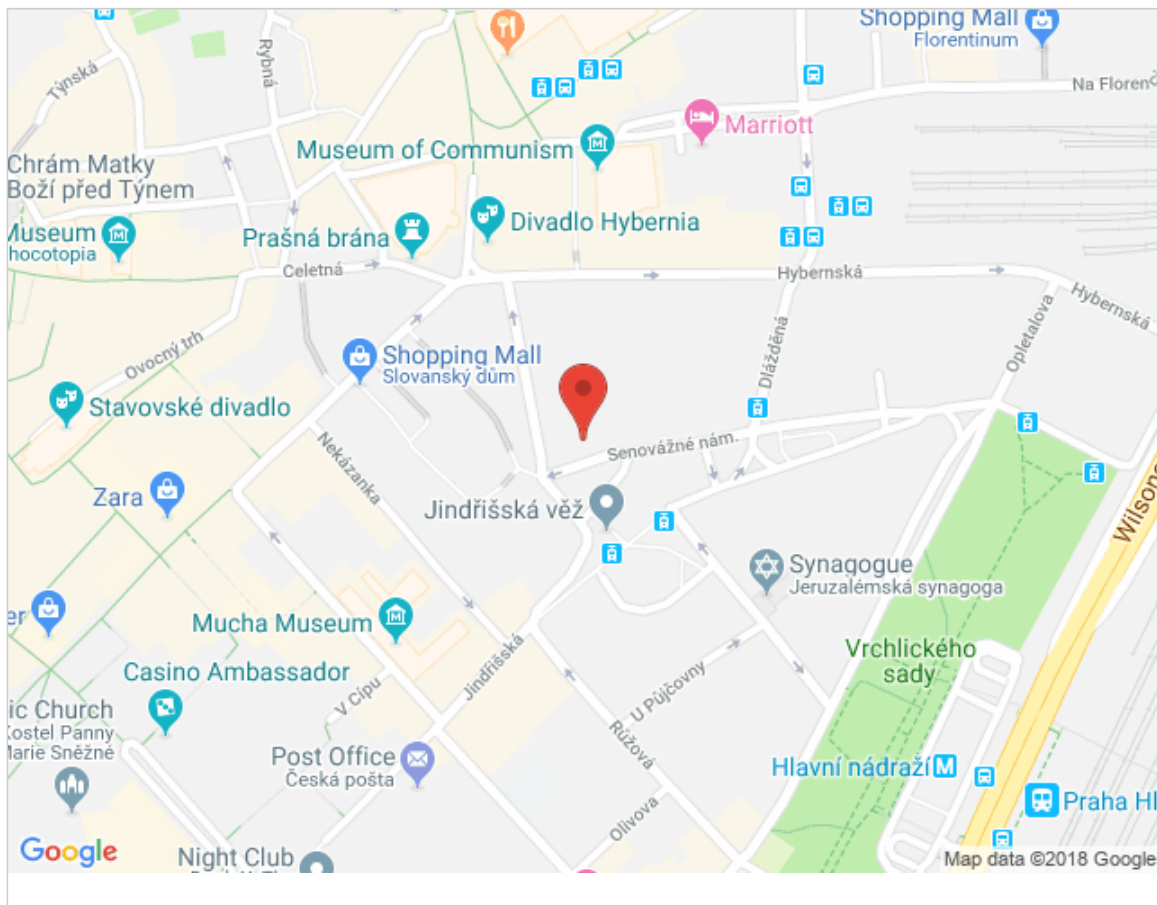 Shopping Mall
Florentinum
Týnská
Rybná
Na Floren
Marriott
Museum of Communism
Chrám Matky
Boží před Týnem
Divadlo Hybernia
Museum
hocotopia
Prašná brána
Celetná
Hybernská
Hybernská
Opletalova
Dlážděná
Ovocný trh
Shopping Mall
Slovanský dům
Stavovské divadlo
Senovážné nám.
Nekázanka
Zara
Jindřišská věž
Wilsono
Synagogue
Jeruzalémská synagoga
er
Mucha Museum
Jindřišská
Vrchlického
sady
Casino Ambassador
V Cípu
U Půjčovny
ic Church
Kostel Panny
Marie Sněžné
Růžová
Post Office
Česká pošta
Hlavní nádraží M
Praha Hl
Olivova
Google
Night Club
Map data ©2018 Google